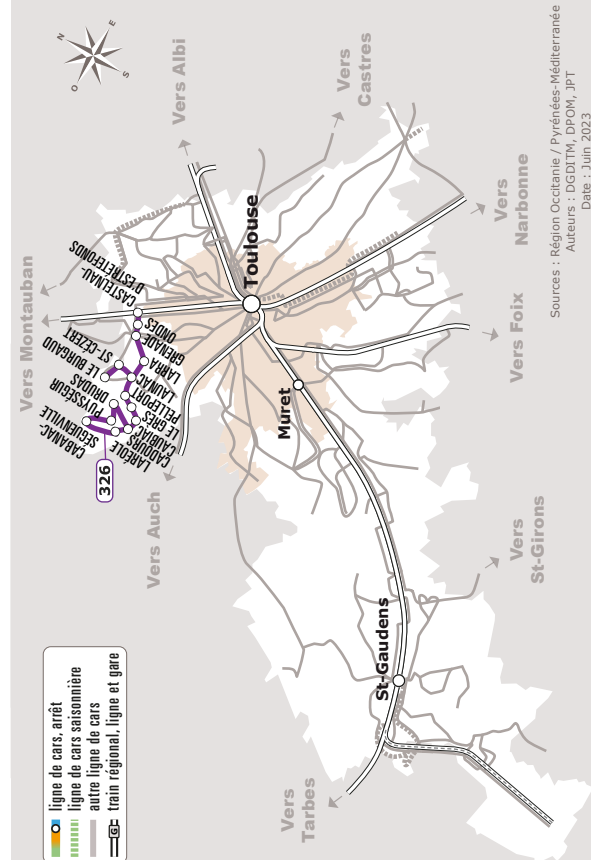 N
E
S
O
Vers Albi
Vers
Castres
Vers Montauban
CASTELNAU-
D'ESTRÉTEFONDS
ONDES
GRENADE
LARRA
ST-CÉZERT
LAUNAC
LE BURGAUD
PELLEPORT
DRUDAS
LE GRÈS
PUYSSÉGUR
CAUBIAC
CADOURS
LARÉOLE
CABANAC-
SÉGUENVILLE
326
Toulouse
Vers
Narbonne
Vers Foix
Muret
Vers Auch
Vers
St-Girons
St-Gaudens
Vers
Tarbes
ligne de cars, arrêt
ligne de cars saisonnière
autre ligne de cars
G
train régional, ligne et gare
Sources : Région Occitanie / Pyrénées-Méditerranée
Auteurs : DGDITM, DPOM, JPT
Date : Juin 2023